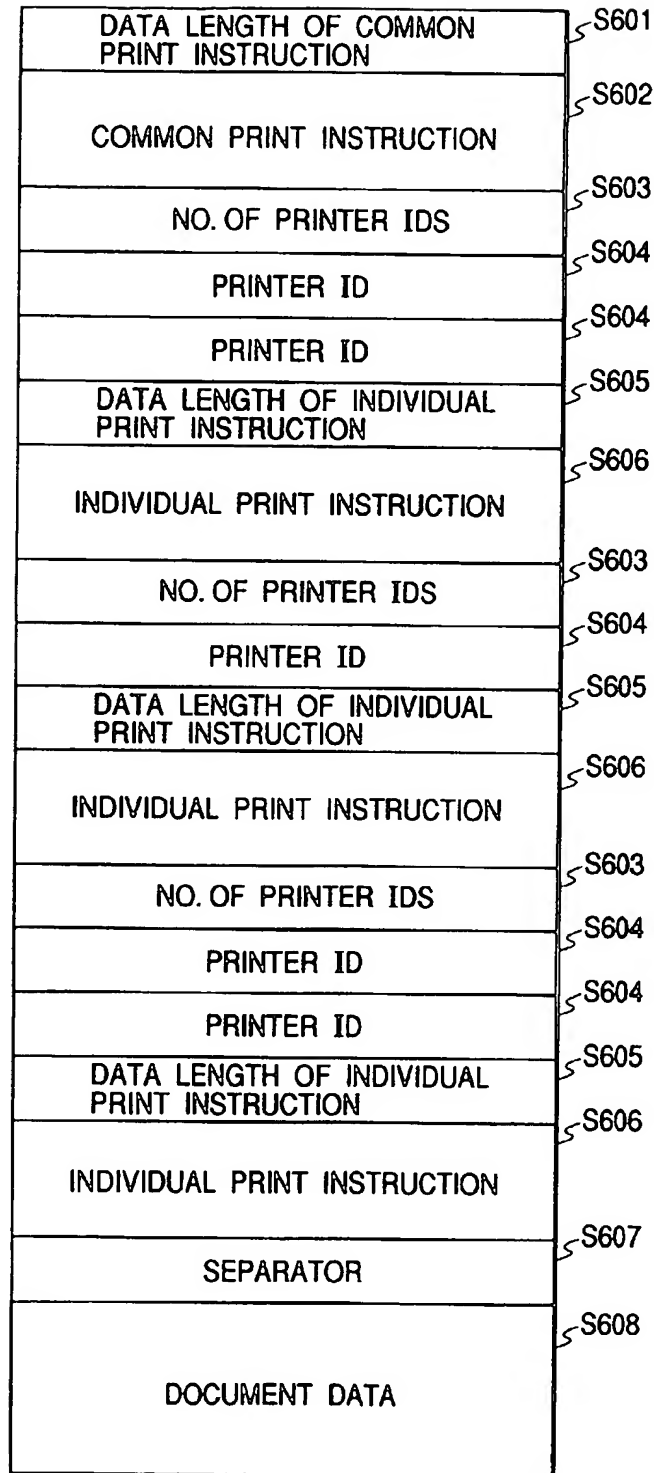 DATA LENGTH OF COMMON
PRINT INSTRUCTION
S601
COMMON PRINT INSTRUCTION
S602
NO. OF PRINTER IDS
S603
PRINTER ID
S604
PRINTER ID
S604
DATA LENGTH OF INDIVIDUAL
PRINT INSTRUCTION
S605
INDIVIDUAL PRINT INSTRUCTION
S606
NO. OF PRINTER IDS
S603
PRINTER ID
S604
DATA LENGTH OF INDIVIDUAL
PRINT INSTRUCTION
S605
INDIVIDUAL PRINT INSTRUCTION
S606
NO. OF PRINTER IDS
S603
PRINTER ID
S604
PRINTER ID
S604
DATA LENGTH OF INDIVIDUAL
PRINT INSTRUCTION
S605
INDIVIDUAL PRINT INSTRUCTION
S606
SEPARATOR
S607
DOCUMENT DATA
S608